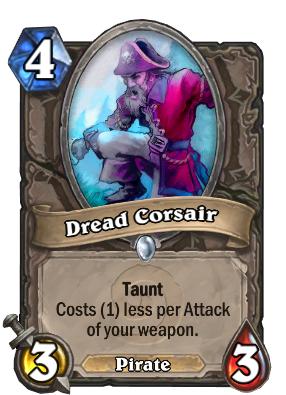 4
Dread Corsair
Taunt
Costs (1) less per Attack
of your weapon.
3
Pirate
3